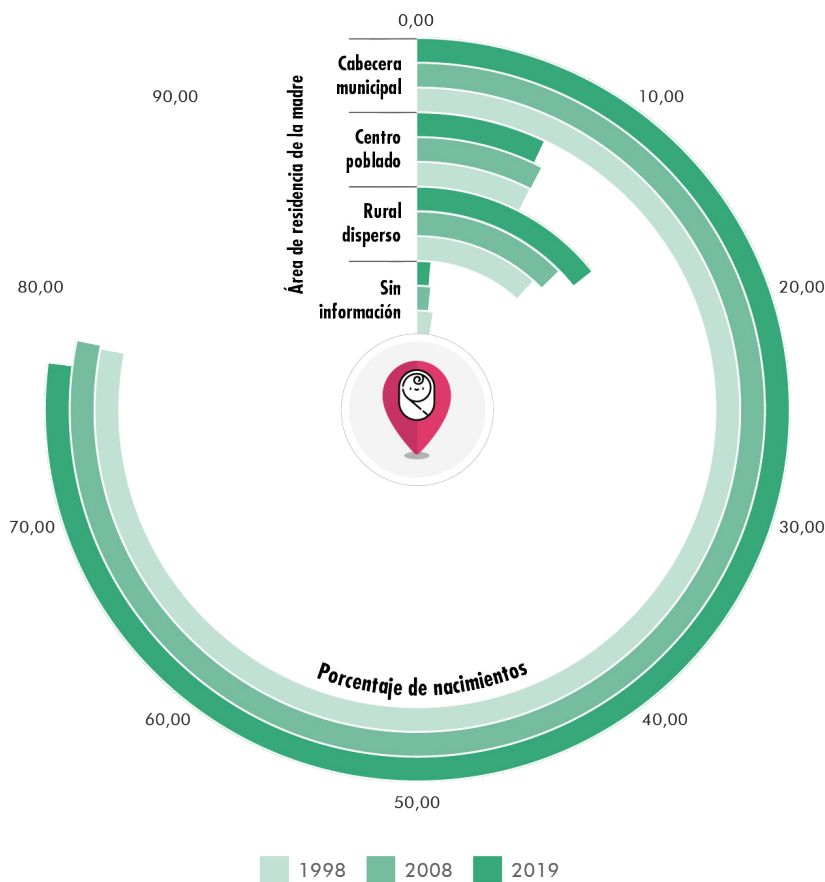 0,00
10,00
20,00
30,00
40,00
50,00
60,00
70,00
80,00
90,00
Área de residencia de la madre
Cabecera
municipal
Centro
poblado
Rural
disperso
Sin
información
Porcentaje de nacimientos
1998
2008
2019